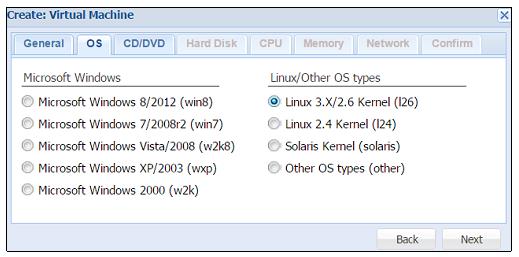 Create: Virtual Machine
General OS CD/DVD Hard Disk CPU Memory Network Confirm
Microsoft Windows
Microsoft Windows 8/2012 (win8)
Microsoft Windows 7/2008r2 (win7)
Microsoft Windows Vista/2008 (w2k8)
Microsoft Windows XP/2003 (wxp)
Microsoft Windows 2000 (w2k)
Linux/Other OS types
Linux 3.X/2.6 Kernel (l26)
Linux 2.4 Kernel (l24)
Solaris Kernel (solaris)
Other OS types (other)
Back Next